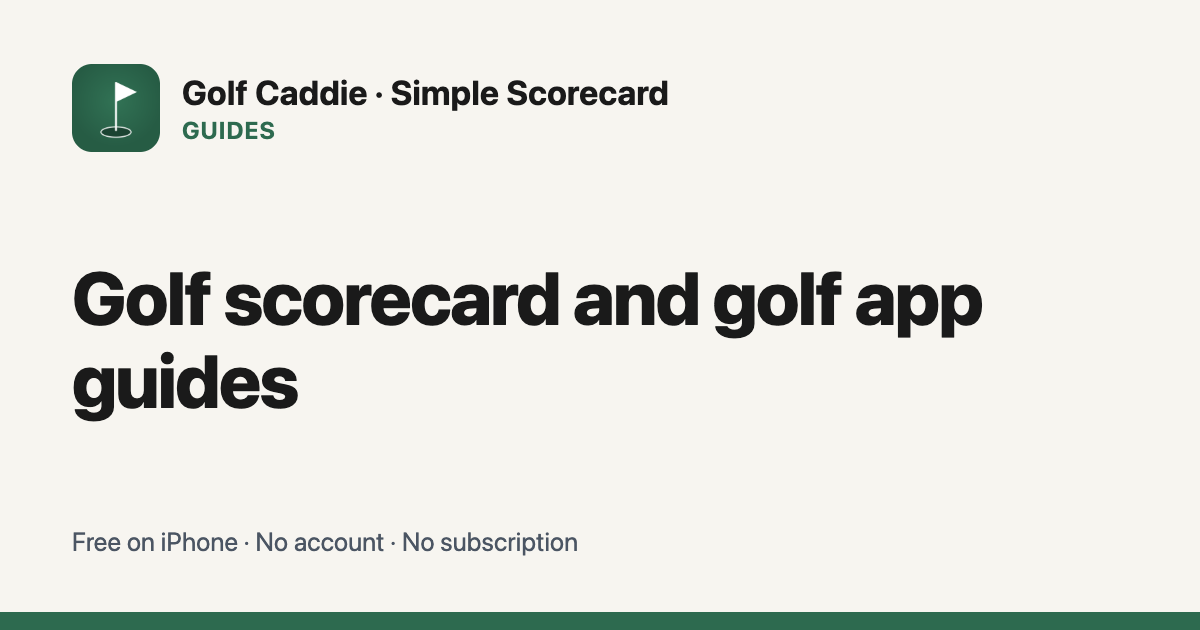 Golf Caddie · Simple Scorecard
GUIDES
Golf scorecard and golf app
guides
Free on iPhone · No account · No subscription